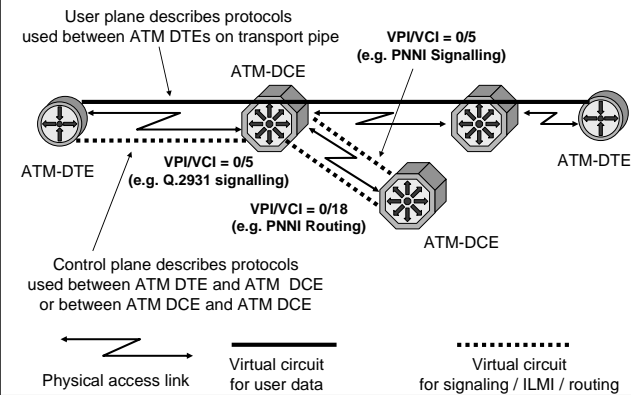 User plane describes protocols
used between ATM DTEs on transport pipe
VPI/VCI = 0/5
(e.g. PNNI Signalling)
ATM-DCE
ATM-DTE
VPI/VCI = 0/5
(e.g. Q.2931 signalling)
ATM-DTE
VPI/VCI = 0/18
(e.g. PNNI Routing)
ATM-DCE
Control plane describes protocols
used between ATM DTE and ATM  DCE
or between ATM DCE and ATM DCE
Physical access link
Virtual circuit
for user data
Virtual circuit
for signaling / ILMI / routing